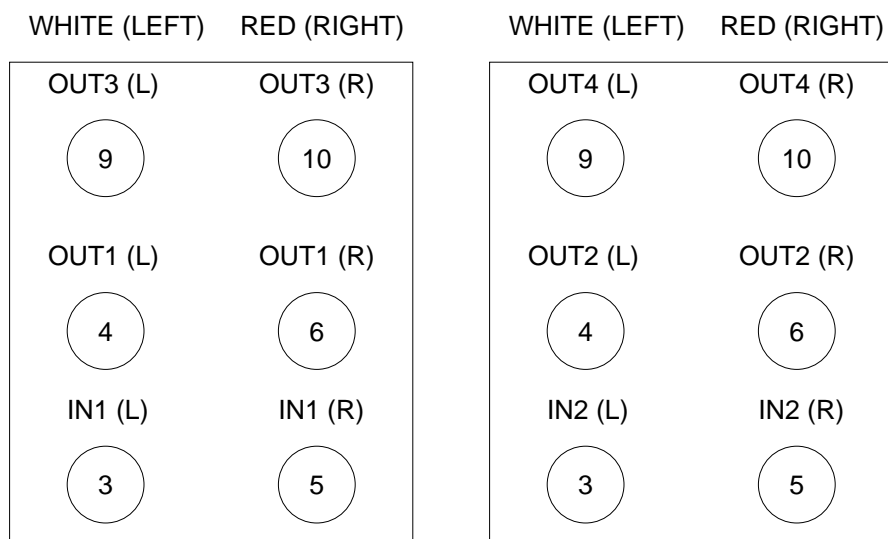 WHITE (LEFT) RED (RIGHT) WHITE (LEFT) RED (RIGHT)
OUT3 (L) OUT3 (R) OUT4 (L) OUT4 (R)
9 10 9 10
OUT1 (L) OUT1 (R) OUT2 (L) OUT2 (R)
4 6 4 6
IN1 (L) IN1 (R) IN2 (L) IN2 (R)
3 5 3 5